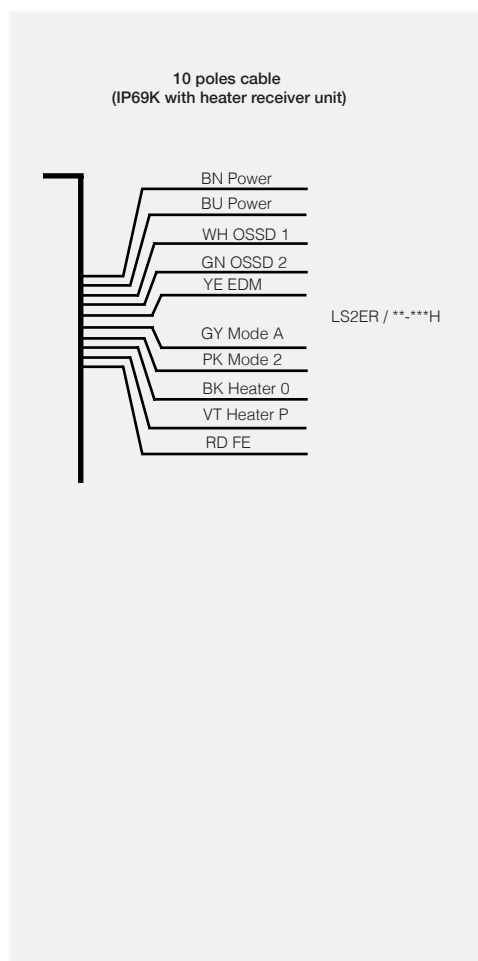 10 poles cable
(IP69K with heater receiver unit)
BN Power
BU Power
WH OSSD 1
GN OSSD 2
YE EDM
LS2ER / **-***H
GY Mode A
PK Mode 2
BK Heater 0
VT Heater P
RD FE